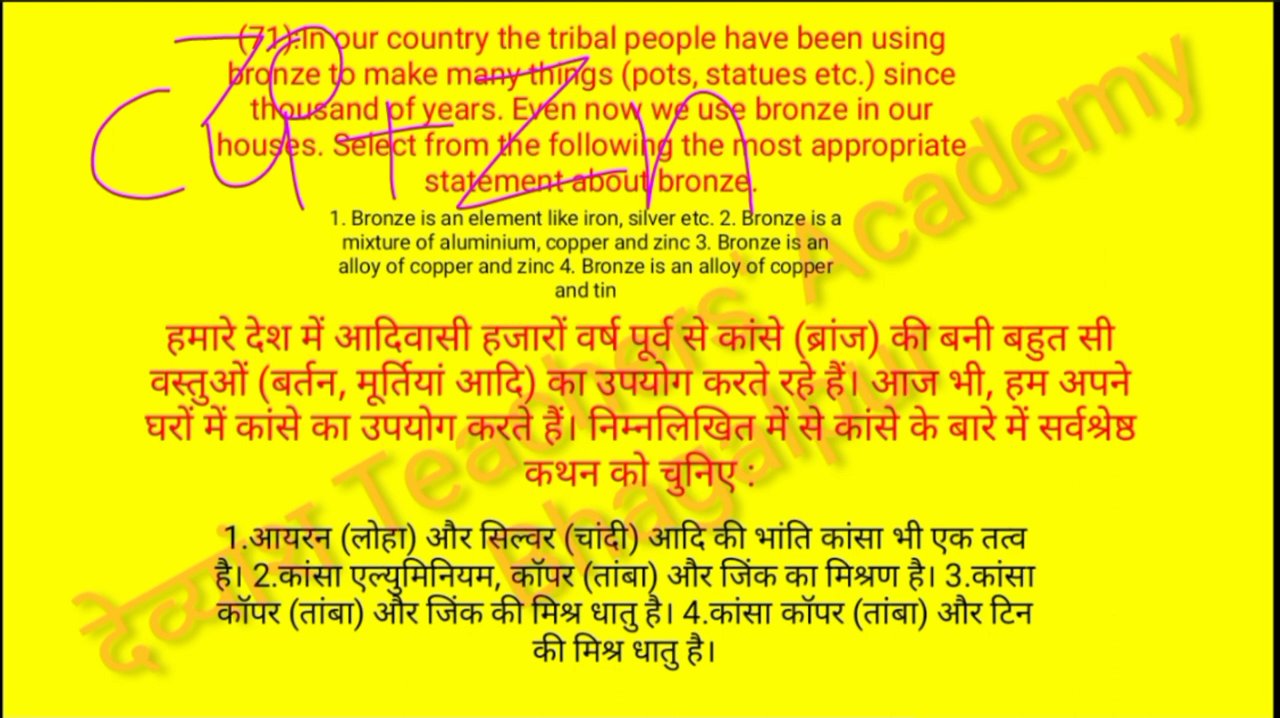 (71).In our country the tribal people have been using
bronze to make many things (pots, statues etc.) since
thousand of years. Even now we use bronze in our
houses. Select from the following the most appropriate
statement about bronze.
Cu + Zn
1. Bronze is an element like iron, silver etc. 2. Bronze is a
mixture of aluminium, copper and zinc 3. Bronze is an
alloy of copper and zinc 4. Bronze is an alloy of copper
and tin
हमारे देश में आदिवासी हजारों वर्ष पूर्व से कांसे (ब्रांज) की बनी बहुत सी
वस्तुओं (बर्तन, मूर्तियां आदि) का उपयोग करते रहे हैं। आज भी, हम अपने
घरों में कांसे का उपयोग करते हैं। निम्नलिखित में से कांसे के बारे में सर्वश्रेष्ठ
कथन को चुनिए :
1.आयरन (लोहा) और सिल्वर (चांदी) आदि की भांति कांसा भी एक तत्व
है। 2.कांसा एल्युमिनियम, कॉपर (तांबा) और जिंक का मिश्रण है। 3.कांसा
कॉपर (तांबा) और जिंक की मिश्र धातु है। 4.कांसा कॉपर (तांबा) और टिन
की मिश्र धातु है।
देव्यांश Teachers' Academy
Bhagalpur